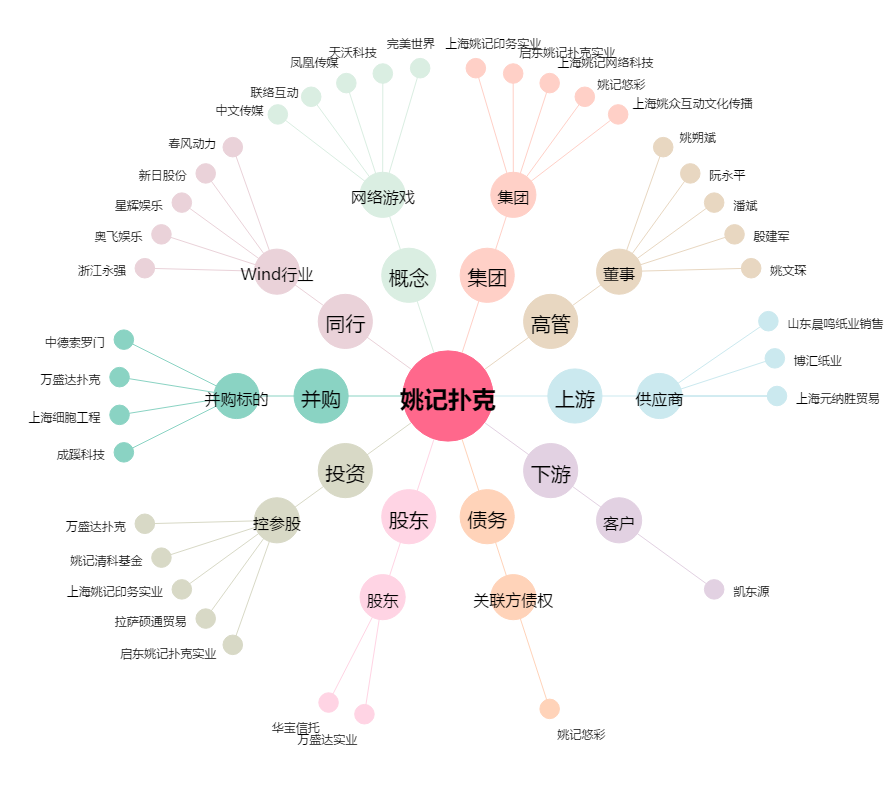 完美世界
天沃科技
凤凰传媒
联络互动
中文传媒
网络游戏
概念
上海姚记印务实业
启东姚记扑克实业
上海姚记网络科技
姚记悠彩
上海姚众互动文化传播
集团
集团
姚朔斌
阮永平
潘斌
殷建军
姚文琛
董事
高管
春风动力
新日股份
星辉娱乐
奥飞娱乐
浙江永强
Wind行业
同行
中德索罗门
万盛达扑克
上海细胞工程
成蹊科技
并购标的
并购
姚记扑克
上游
供应商
山东晨鸣纸业销售
博汇纸业
上海元纳胜贸易
投资
控参股
万盛达扑克
姚记清科基金
上海姚记印务实业
拉萨硕通贸易
启东姚记扑克实业
股东
股东
华宝信托
万盛达实业
债务
关联方债权
姚记悠彩
下游
客户
凯东源